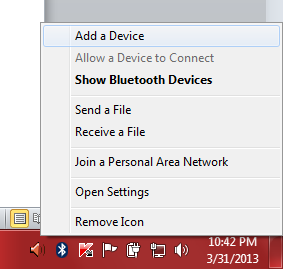 Add a Device
Allow a Device to Connect
Show Bluetooth Devices
Send a File
Receive a File
Join a Personal Area Network
Open Settings
Remove Icon
10:42 PM
3/31/2013